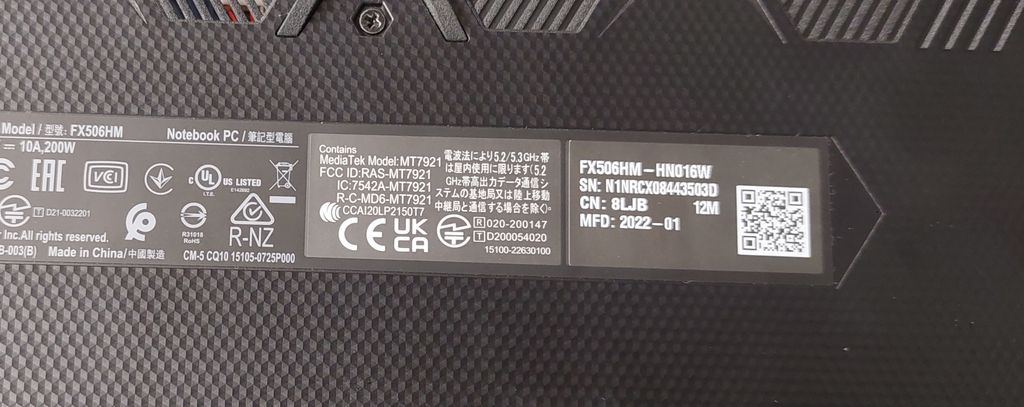 Model / 型號: FX506HM
Notebook PC / 筆記型電腦
⎓ 10A, 200W
EAC
VCI
UL US LISTED
I.T.E. E142692
T D21-0032201
R31018
RoHS
R-NZ
r Inc.All rights reserved.
B-003(B) Made in China/中國製造
CM-5 CQ10 15105-0725P000
Contains
MediaTek Model:MT7921
FCC ID:RAS-MT7921
IC:7542A-MT7921
R-C-MD6-MT7921
CCAI20LP2150T7
CE UK CA
電波法により5.2/5.3GHz帯
は屋内使用に限ります(5.2
GHz帯高出力データ通信シ
ステムの基地局又は陸上移動
中継局と通信する場合を除く)。
R 020-200147
T D200054020
15100-22630100
FX506HM-HN016W
SN: N1NRCX08443503D
CN: 8LJB 12M
MFD: 2022-01